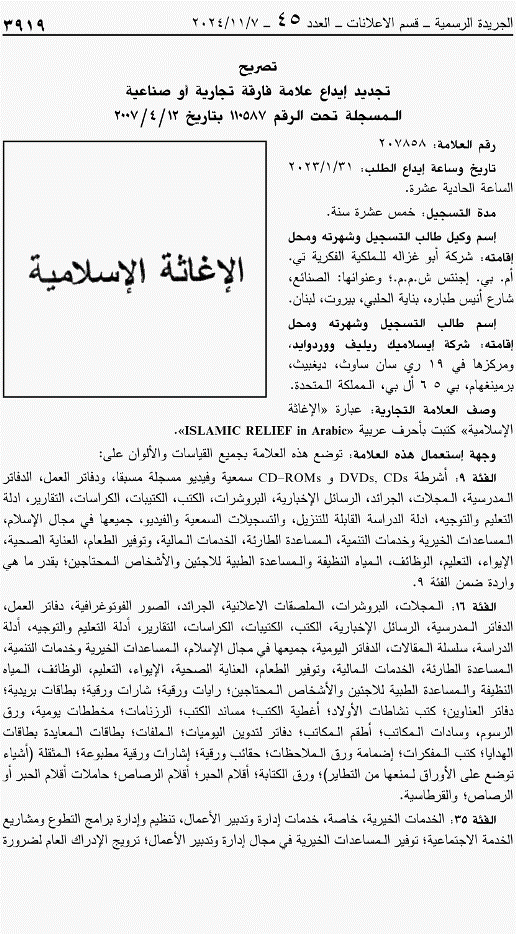 الجريدة الرسمية ــ قسم الاعلانات ــ العدد ٤٥ ــ ٢٠٢٤/١١/٧
٣٩١٩
تصريح
تجديد إيداع علامة فارقة تجارية أو صناعية
المسجلة تحت الرقم ١١٠٥٨٧ بتاريخ ٢٠٠٧/٤/١٢
رقم العلامة: ٢٠٧٨٥٨
تاريخ وساعة إيداع الطلب: ٢٠٢٣/١/٣١
الساعة الحادية عشرة.
مدة التسجيل: خمس عشرة سنة.
إسم وكيل طالب التسجيل وشهرته ومحل
إقامته: شركة أبو غزاله للملكية الفكرية تي.
أم. بي. إجنتس ش.م.م.؛ وعنوانها: الصنائع،
شارع أنيس طباره، بناية الحلبي، بيروت، لبنان.
إسم طالب التسجيل وشهرته ومحل
إقامته: شركة إيسلاميك ريليف ووردوايد،
ومركزها في ١٩ ري سان ساوث، ديغبيث،
برمينغهام، بي ٥ ٦ أل بي، المملكة المتحدة.
وصف العلامة التجارية: عبارة «الإغاثة
الإسلامية» كتبت بأحرف عربية «ISLAMIC RELIEF in Arabic».
الإغاثة الإسلامية
وجهة إستعمال هذه العلامة: توضع هذه العلامة بجميع القياسات والألوان على:
الفئة ٩: أشرطة DVDs, CDs و CD–ROMs سمعية وفيديو مسجلة مسبقا، ودفاتر العمل، الدفاتر
المدرسية، المجلات، الجرائد، الرسائل الإخبارية، البروشرات، الكتب، الكتيبات، الكراسات، التقارير، ادلة
التعليم والتوجيه، ادلة الدراسة القابلة للتنزيل، والتسجيلات السمعية والفيديو، جميعها في مجال الإسلام،
المساعدات الخيرية وخدمات التنمية، المساعدة الطارئة، الخدمات المالية، وتوفير الطعام، العناية الصحية،
الإيواء، التعليم، الوظائف، المياه النظيفة والمساعدة الطبية للاجئين والأشخاص المحتاجين؛ بقدر ما هي
واردة ضمن الفئة ٩.
الفئة ١٦: المجلات، البروشرات، الملصقات الاعلانية، الجرائد، الصور الفوتوغرافية، دفاتر العمل،
الدفاتر المدرسية، الرسائل الإخبارية، الكتب، الكتيبات، الكراسات، التقارير، أدلة التعليم والتوجيه، أدلة
الدراسة، سلسلة المقالات، الدفاتر اليومية، جميعها في مجال الإسلام، المساعدات الخيرية وخدمات التنمية،
المساعدة الطارئة، الخدمات المالية، وتوفير الطعام، العناية الصحية، الإيواء، التعليم، الوظائف، المياه
النظيفة والمساعدة الطبية للاجئين والأشخاص المحتاجين؛ رايات ورقية؛ شارات ورقية؛ بطاقات بريدية؛
دفاتر العناوين؛ كتب نشاطات الأولاد؛ أغطية الكتب؛ مساند الكتب؛ الرزنامات؛ مخططات يومية، ورق
الرسوم، وسادات المكاتب؛ أطقم المكاتب؛ دفاتر لتدوين اليوميات؛ الملفات؛ بطاقات المعايدة بطاقات
الهدايا؛ كتب المفكرات؛ إضمامة ورق الملاحظات؛ حقائب ورقية؛ إشارات ورقية مطبوعة؛ المثقلة (أشياء
توضع على الأوراق لمنعها من التطاير)؛ ورق الكتابة؛ أقلام الحبر؛ أقلام الرصاص؛ حاملات أقلام الحبر أو
الرصاص؛ والقرطاسية.
الفئة ٣٥: الخدمات الخيرية، خاصة، خدمات إدارة وتدبير الأعمال، تنظيم وإدارة برامج التطوع ومشاريع
الخدمة الاجتماعية؛ توفير المساعدات الخيرية في مجال إدارة وتدبير الأعمال؛ ترويج الإدراك العام لضرورة